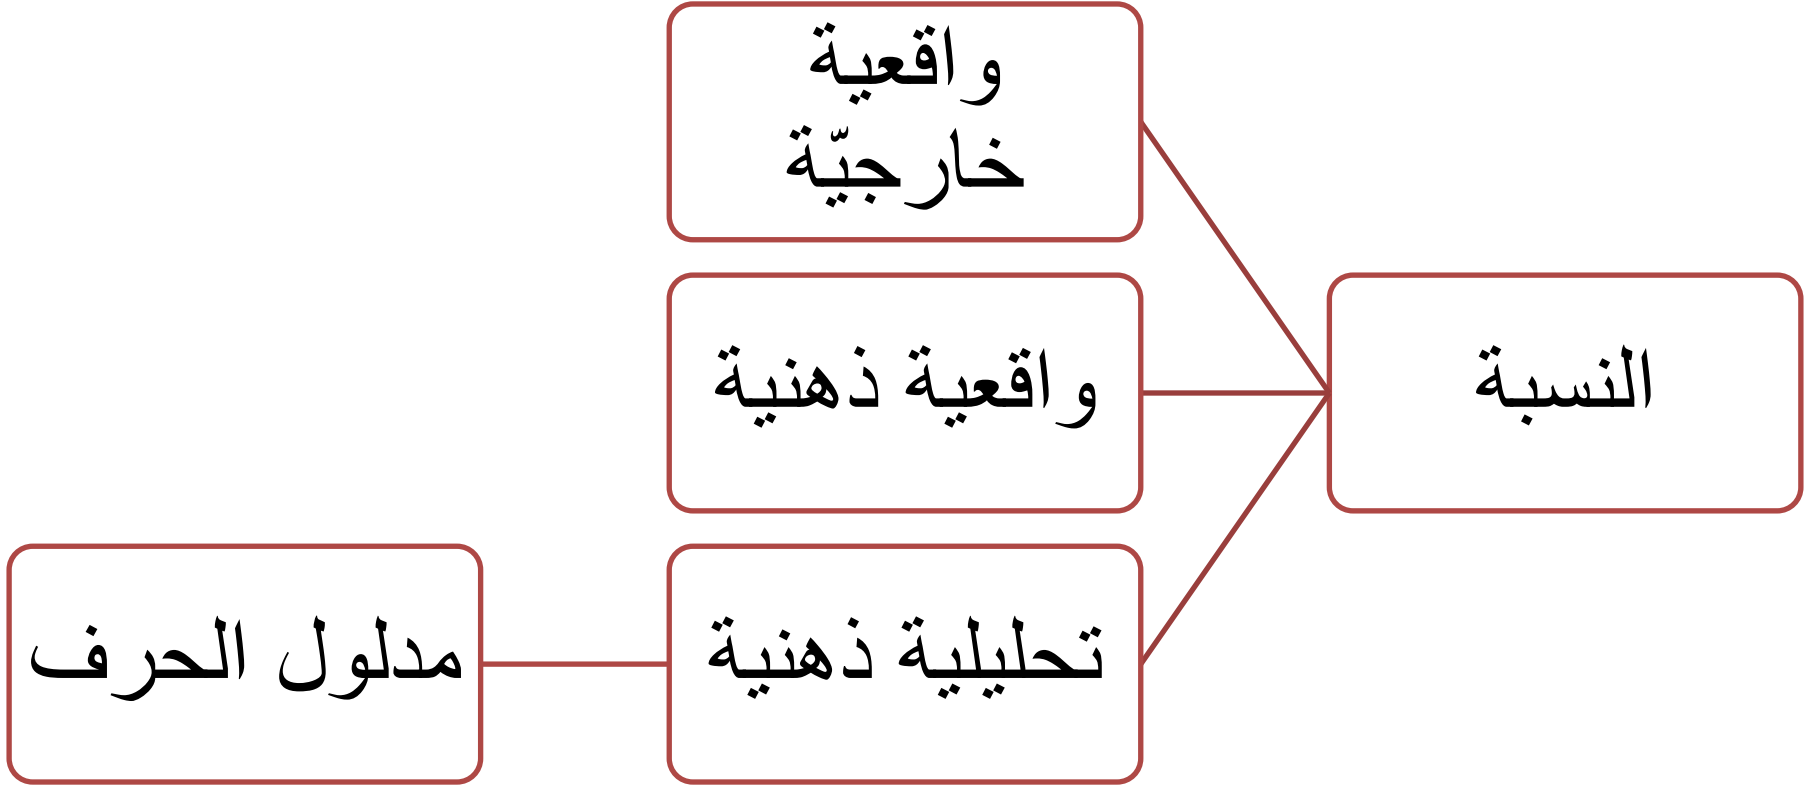 النسبة
واقعية
خارجيّة
واقعية ذهنية
تحليلية ذهنية
مدلول الحرف